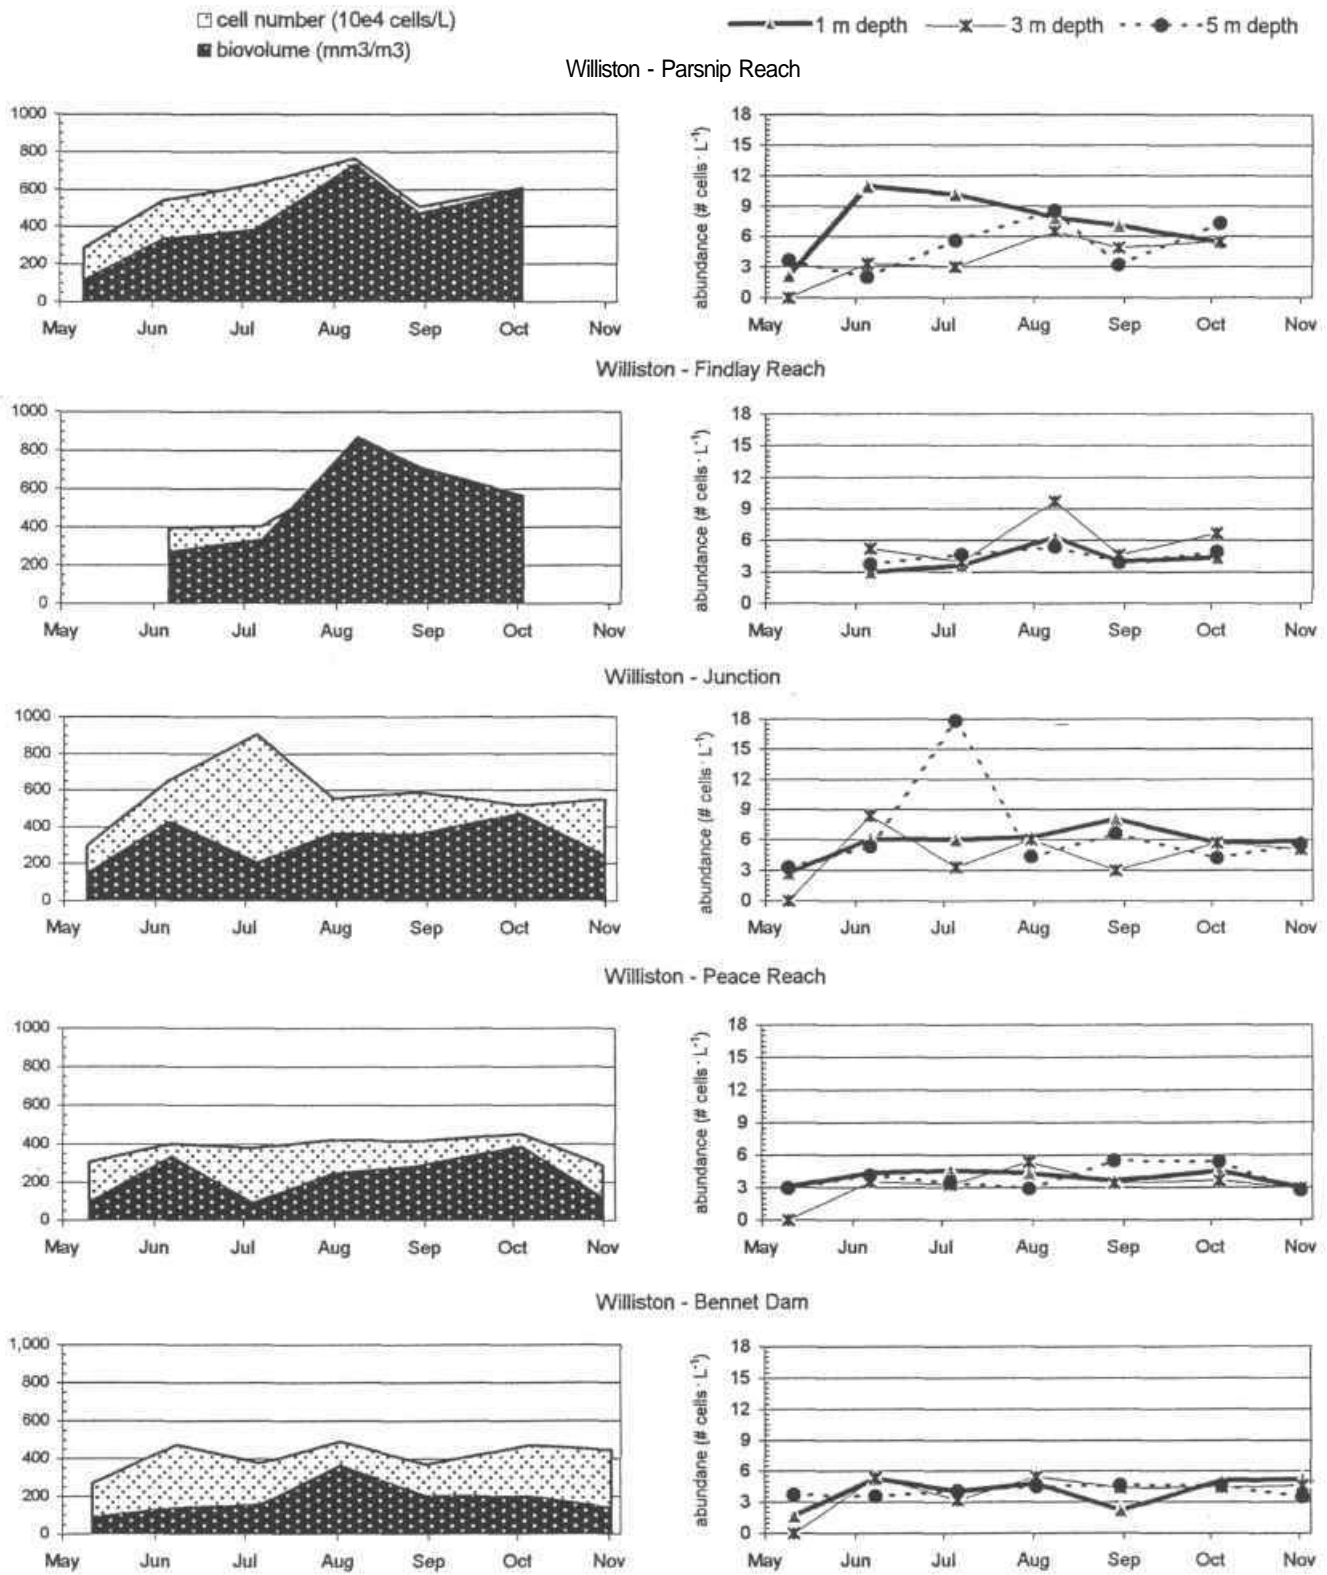 cell number (10e4 cells/L)
biovolume (mm3/m3)
1 m depth 3 m depth 5 m depth
Williston - Parsnip Reach
1000
800
600
400
200
0
May Jun Jul Aug Sep Oct Nov
abundance (# cells · L⁻¹)
18
15
12
9
6
3
0
May Jun Jul Aug Sep Oct Nov
Williston - Findlay Reach
1000
800
600
400
200
0
May Jun Jul Aug Sep Oct Nov
abundance (# cells · L⁻¹)
18
15
12
9
6
3
0
May Jun Jul Aug Sep Oct Nov
Williston - Junction
1000
800
600
400
200
0
May Jun Jul Aug Sep Oct Nov
abundance (# cells · L⁻¹)
18
15
12
9
6
3
0
May Jun Jul Aug Sep Oct Nov
Williston - Peace Reach
1000
800
600
400
200
0
May Jun Jul Aug Sep Oct Nov
abundance (# cells · L⁻¹)
18
15
12
9
6
3
0
May Jun Jul Aug Sep Oct Nov
Williston - Bennet Dam
1,000
800
600
400
200
0
May Jun Jul Aug Sep Oct Nov
abundane (# cells · L⁻¹)
18
15
12
9
6
3
0
May Jun Jul Aug Sep Oct Nov